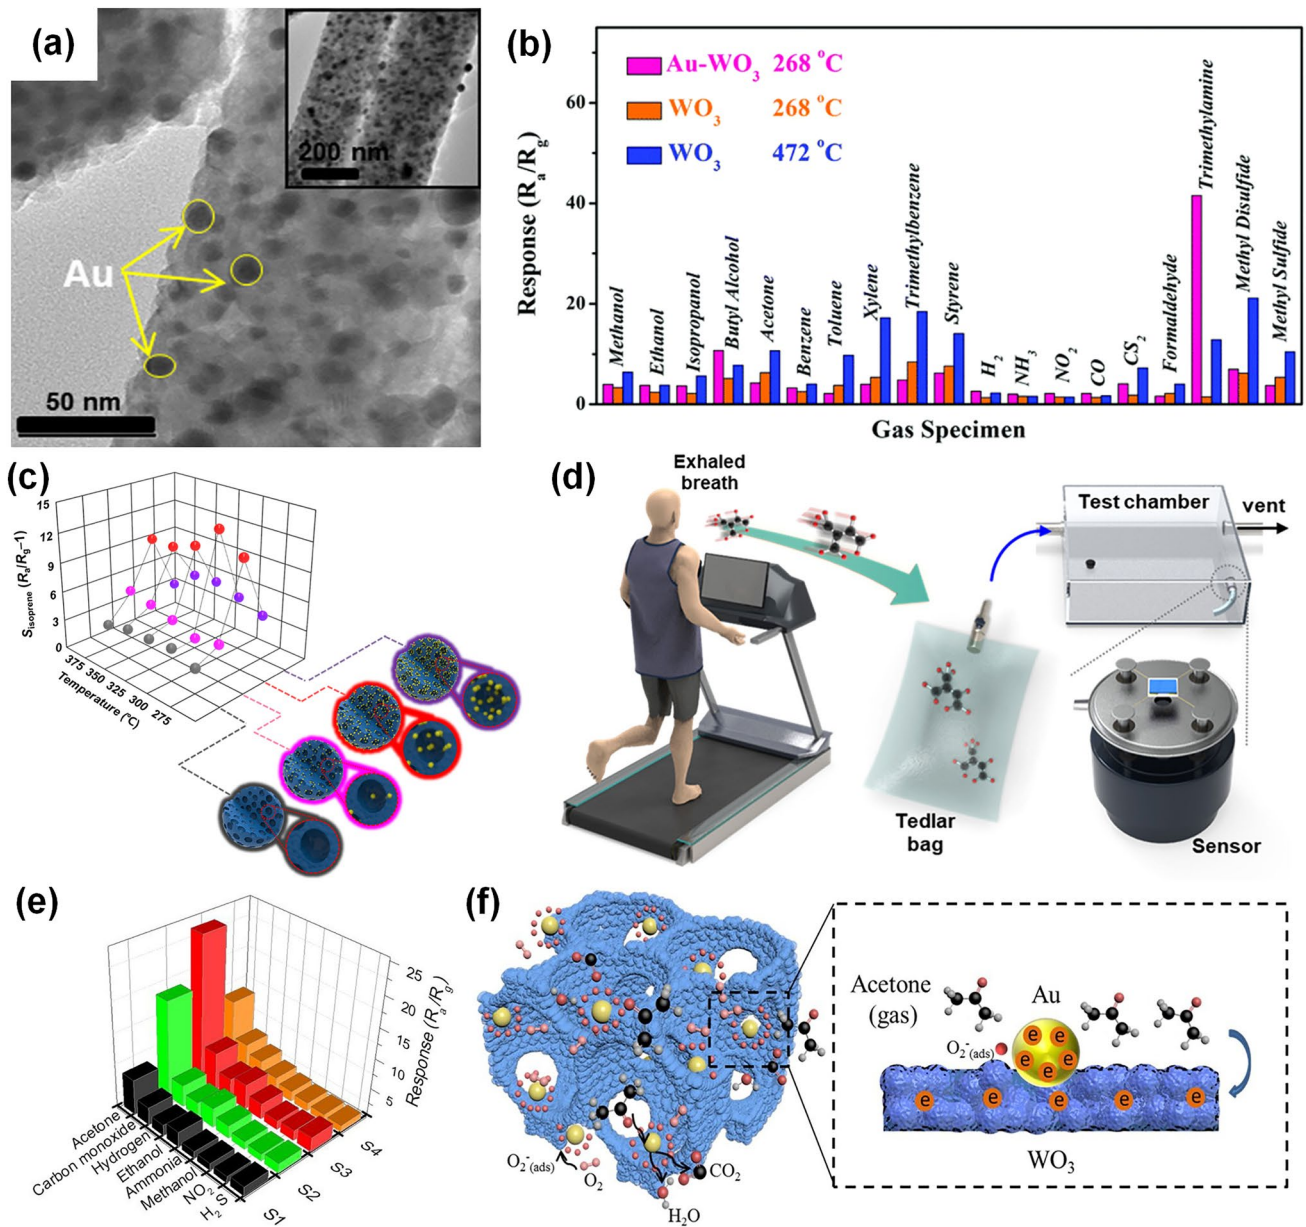 (a)
200 nm
Au
50 nm
(b)
Au-WO3 268 °C
WO3 268 °C
WO3 472 °C
Response (Ra/Rg)
60
40
20
0
Methanol
Ethanol
Isopropanol
Butyl Alcohol
Acetone
Benzene
Toluene
Xylene
Trimethylbenzene
Styrene
H2
NH3
NO2
CO
CS2
Formaldehyde
Trimethylamine
Methyl Disulfide
Methyl Sulfide
Gas Specimen
(c)
Sisoprene (Ra/Rg–1)
15
12
9
6
3
0
375 350 325 300 275
Temperature (°C)
(d)
Exhaled
breath
Test chamber
vent
Tedlar
bag
Sensor
(e)
25
20
15
10
5
Response (Ra/Rg)
Acetone
Carbon monoxide
Hydrogen
Ethanol
Ammonia
Methanol
NO2
H2S
S1
S2
S3
S4
(f)
O2-(ads)
O2
CO2
H2O
Acetone
(gas)
Au
O2-(ads)
e e
e e e
e e e e e
WO3